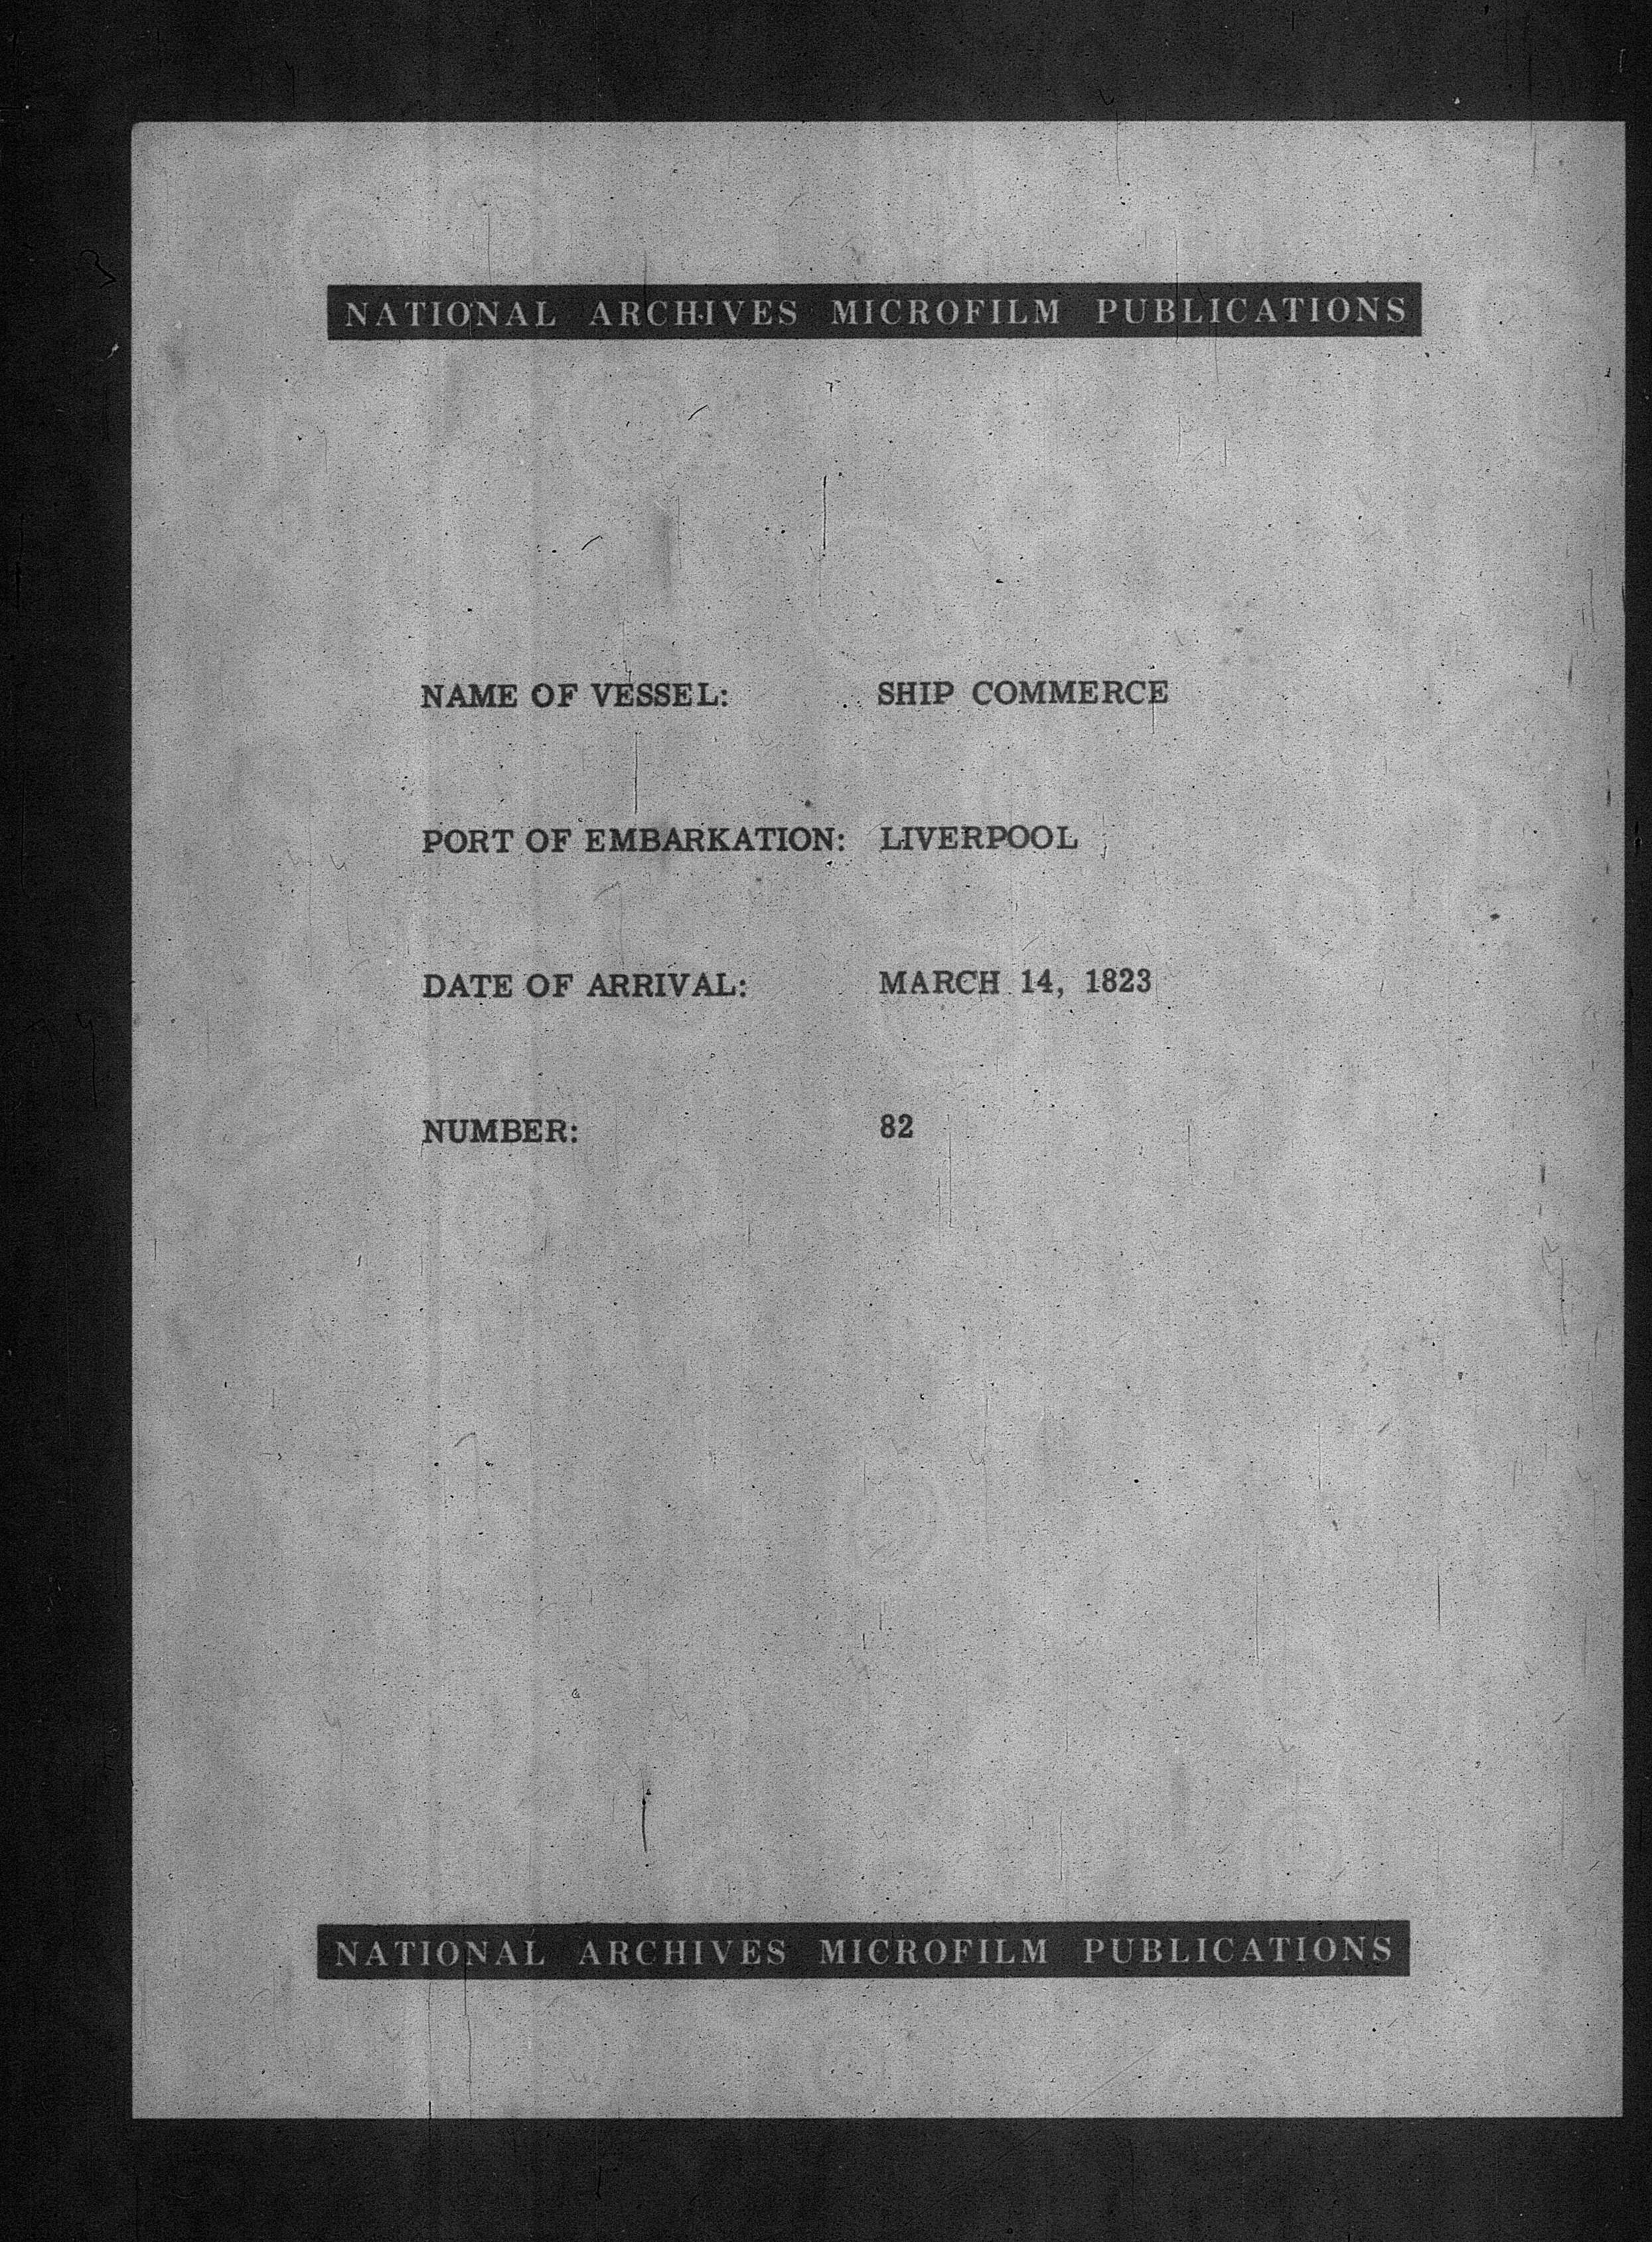 NATIONAL ARCHIVES MICROFILM PUBLICATIONS
NAME OF VESSEL: SHIP COMMERCE
PORT OF EMBARKATION: LIVERPOOL
DATE OF ARRIVAL: MARCH 14, 1823
NUMBER: 82
NATIONAL ARCHIVES MICROFILM PUBLICATIONS